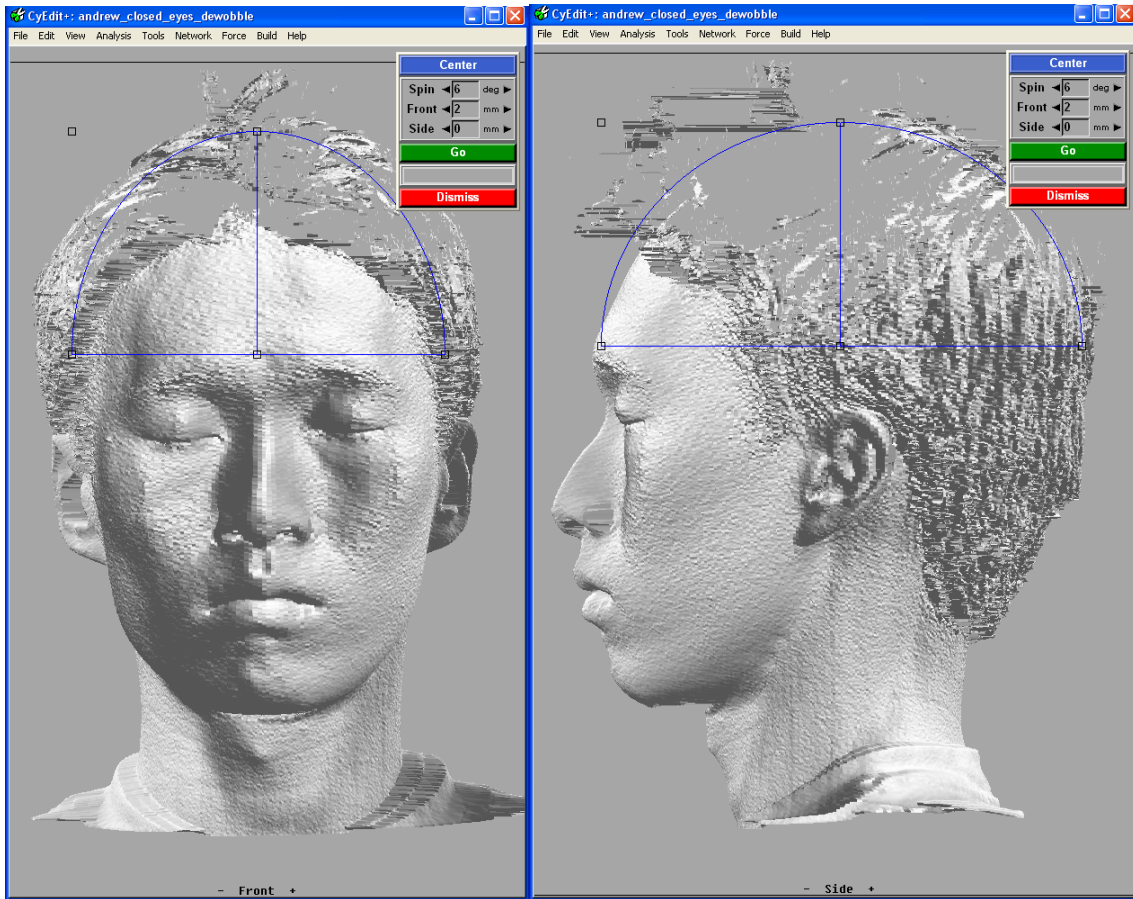 CyEdit+: andrew_closed_eyes_dewobble
File Edit View Analysis Tools Network Force Build Help
Center
Spin 6 deg
Front 2 mm
Side 0 mm
Go
Dismiss
- Front +
CyEdit+: andrew_closed_eyes_dewobble
File Edit View Analysis Tools Network Force Build Help
Center
Spin 6 deg
Front 2 mm
Side 0 mm
Go
Dismiss
- Side +